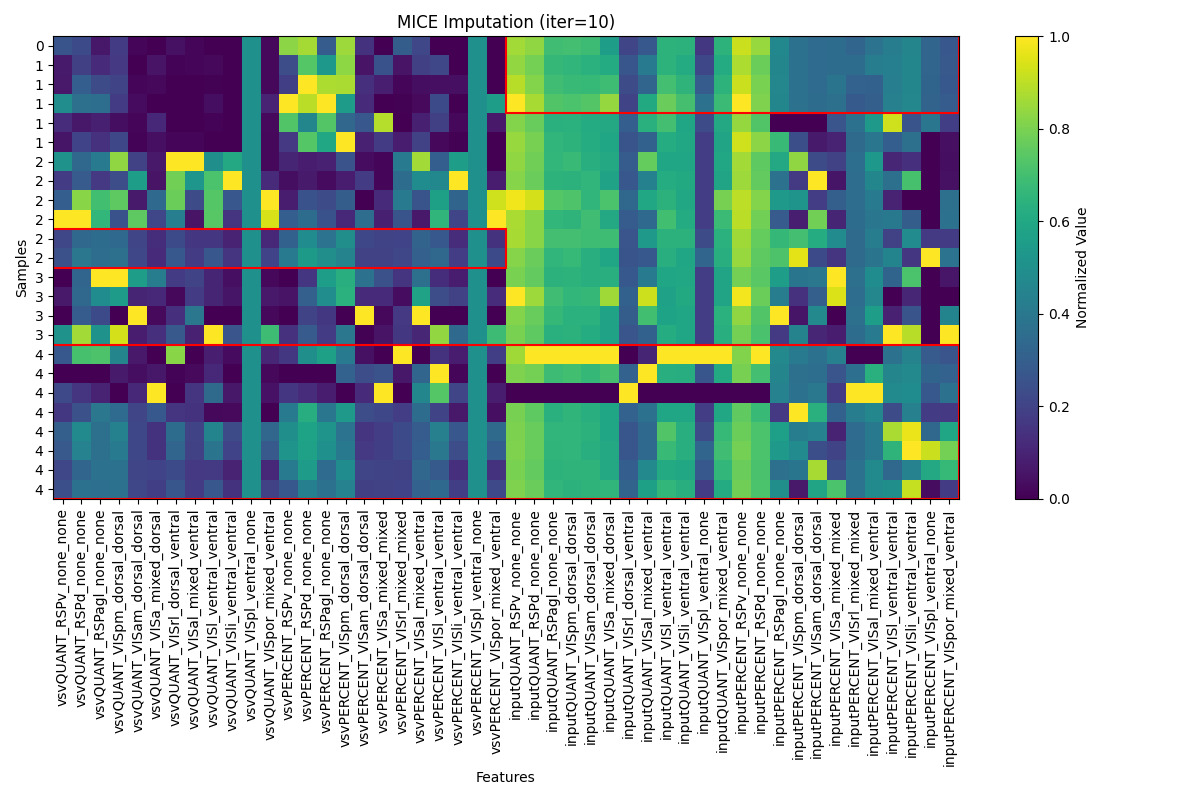 MICE Imputation (iter=10)
Samples
0
1
1
1
1
1
2
2
2
2
2
2
3
3
3
3
4
4
4
4
4
4
4
4
vsvQUANT_RSPv_none_none
vsvQUANT_RSPd_none_none
vsvQUANT_RSPagl_none_none
vsvQUANT_VISpm_dorsal_dorsal
vsvQUANT_VISam_dorsal_dorsal
vsvQUANT_VISa_mixed_dorsal
vsvQUANT_VISrl_dorsal_ventral
vsvQUANT_VISal_mixed_ventral
vsvQUANT_VISl_ventral_ventral
vsvQUANT_VISli_ventral_ventral
vsvQUANT_VISpl_ventral_none
vsvQUANT_VISpor_mixed_ventral
vsvPERCENT_RSPv_none_none
vsvPERCENT_RSPd_none_none
vsvPERCENT_RSPagl_none_none
vsvPERCENT_VISpm_dorsal_dorsal
vsvPERCENT_VISam_dorsal_dorsal
vsvPERCENT_VISa_mixed_mixed
vsvPERCENT_VISrl_mixed_mixed
vsvPERCENT_VISal_mixed_ventral
vsvPERCENT_VISl_ventral_ventral
vsvPERCENT_VISli_ventral_ventral
vsvPERCENT_VISpl_ventral_none
vsvPERCENT_VISpor_mixed_ventral
inputQUANT_RSPv_none_none
inputQUANT_RSPd_none_none
inputQUANT_RSPagl_none_none
inputQUANT_VISpm_dorsal_dorsal
inputQUANT_VISam_dorsal_dorsal
inputQUANT_VISa_mixed_dorsal
inputQUANT_VISrl_dorsal_ventral
inputQUANT_VISal_mixed_ventral
inputQUANT_VISl_ventral_ventral
inputQUANT_VISli_ventral_ventral
inputQUANT_VISpl_ventral_none
inputQUANT_VISpor_mixed_ventral
inputPERCENT_RSPv_none_none
inputPERCENT_RSPd_none_none
inputPERCENT_RSPagl_none_none
inputPERCENT_VISpm_dorsal_dorsal
inputPERCENT_VISam_dorsal_dorsal
inputPERCENT_VISa_mixed_mixed
inputPERCENT_VISrl_mixed_mixed
inputPERCENT_VISal_mixed_ventral
inputPERCENT_VISl_ventral_ventral
inputPERCENT_VISli_ventral_ventral
inputPERCENT_VISpl_ventral_none
inputPERCENT_VISpor_mixed_ventral
Features
1.0
0.8
0.6
0.4
0.2
0.0
Normalized Value